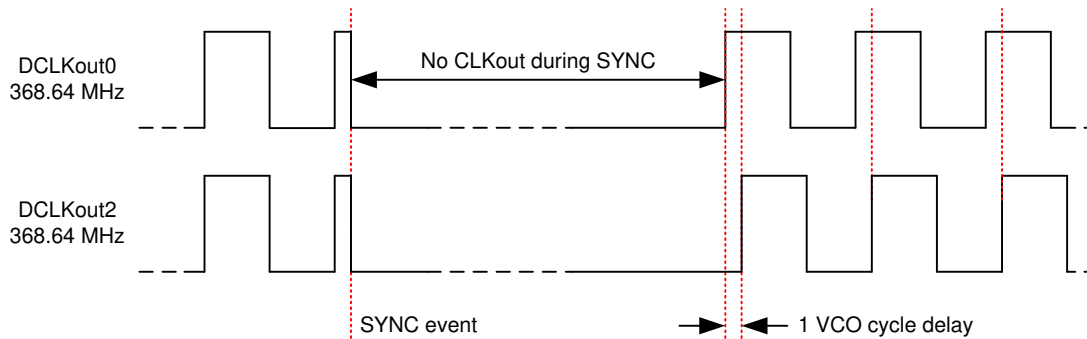 DCLKout0
368.64 MHz
No CLKout during SYNC
DCLKout2
368.64 MHz
SYNC event
1 VCO cycle delay